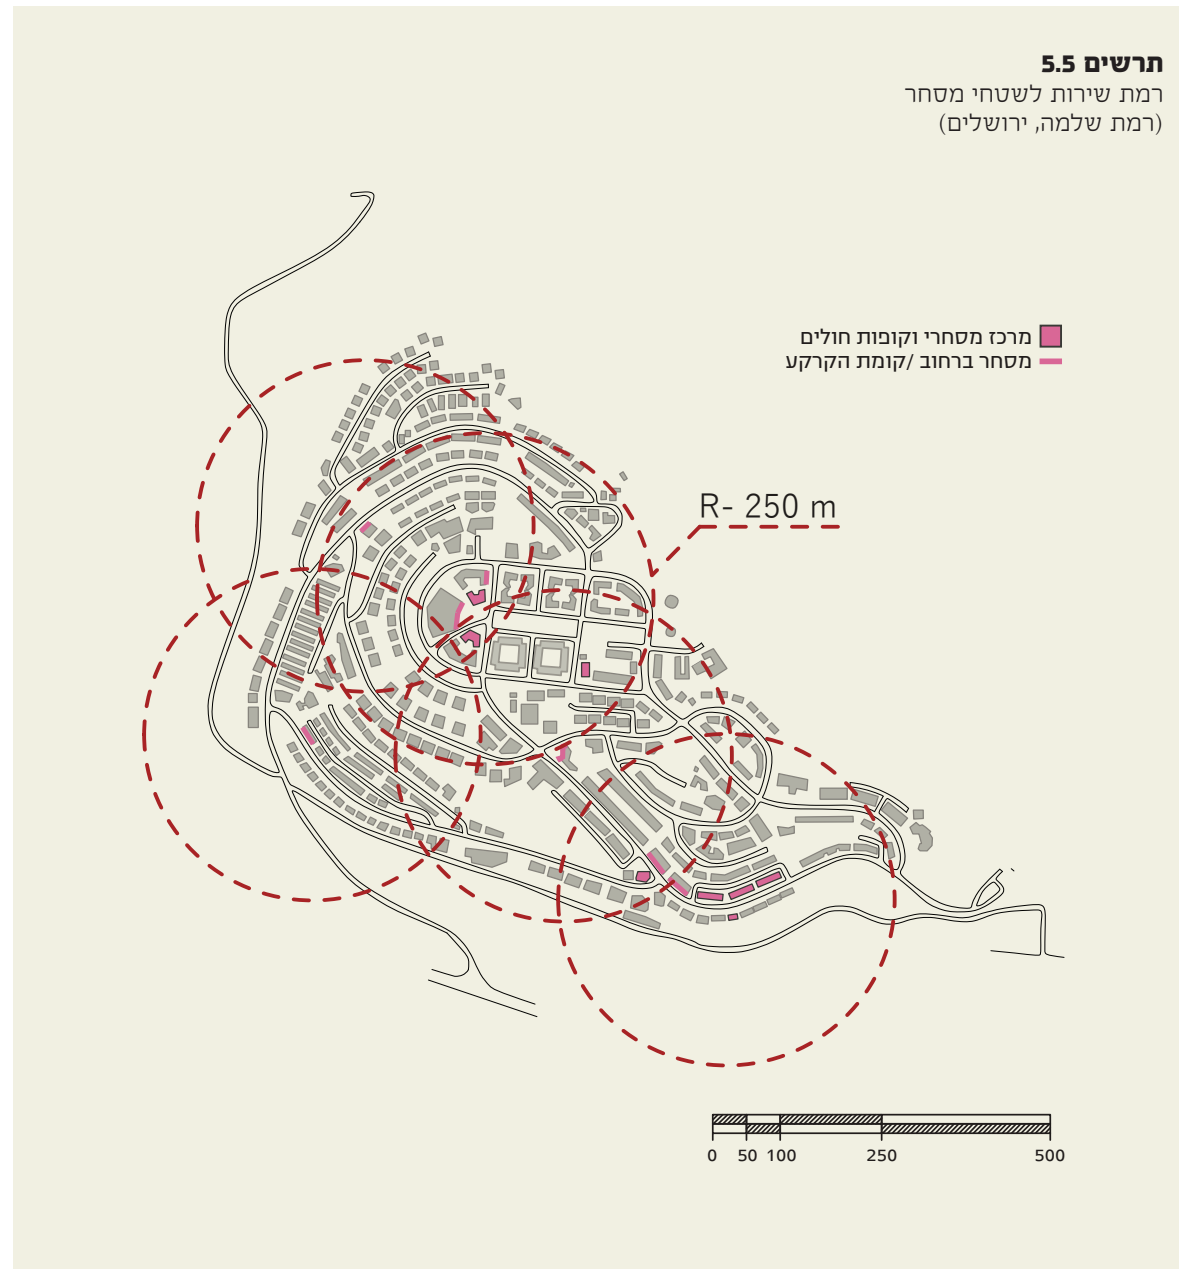 תרשים 5.5
רמת שירות לשטחי מסחר
(רמת שלמה, ירושלים)
מרכז מסחרי וקופות חולים
מסחר ברחוב /קומת הקרקע
R- 250 m
0 50 100 250 500